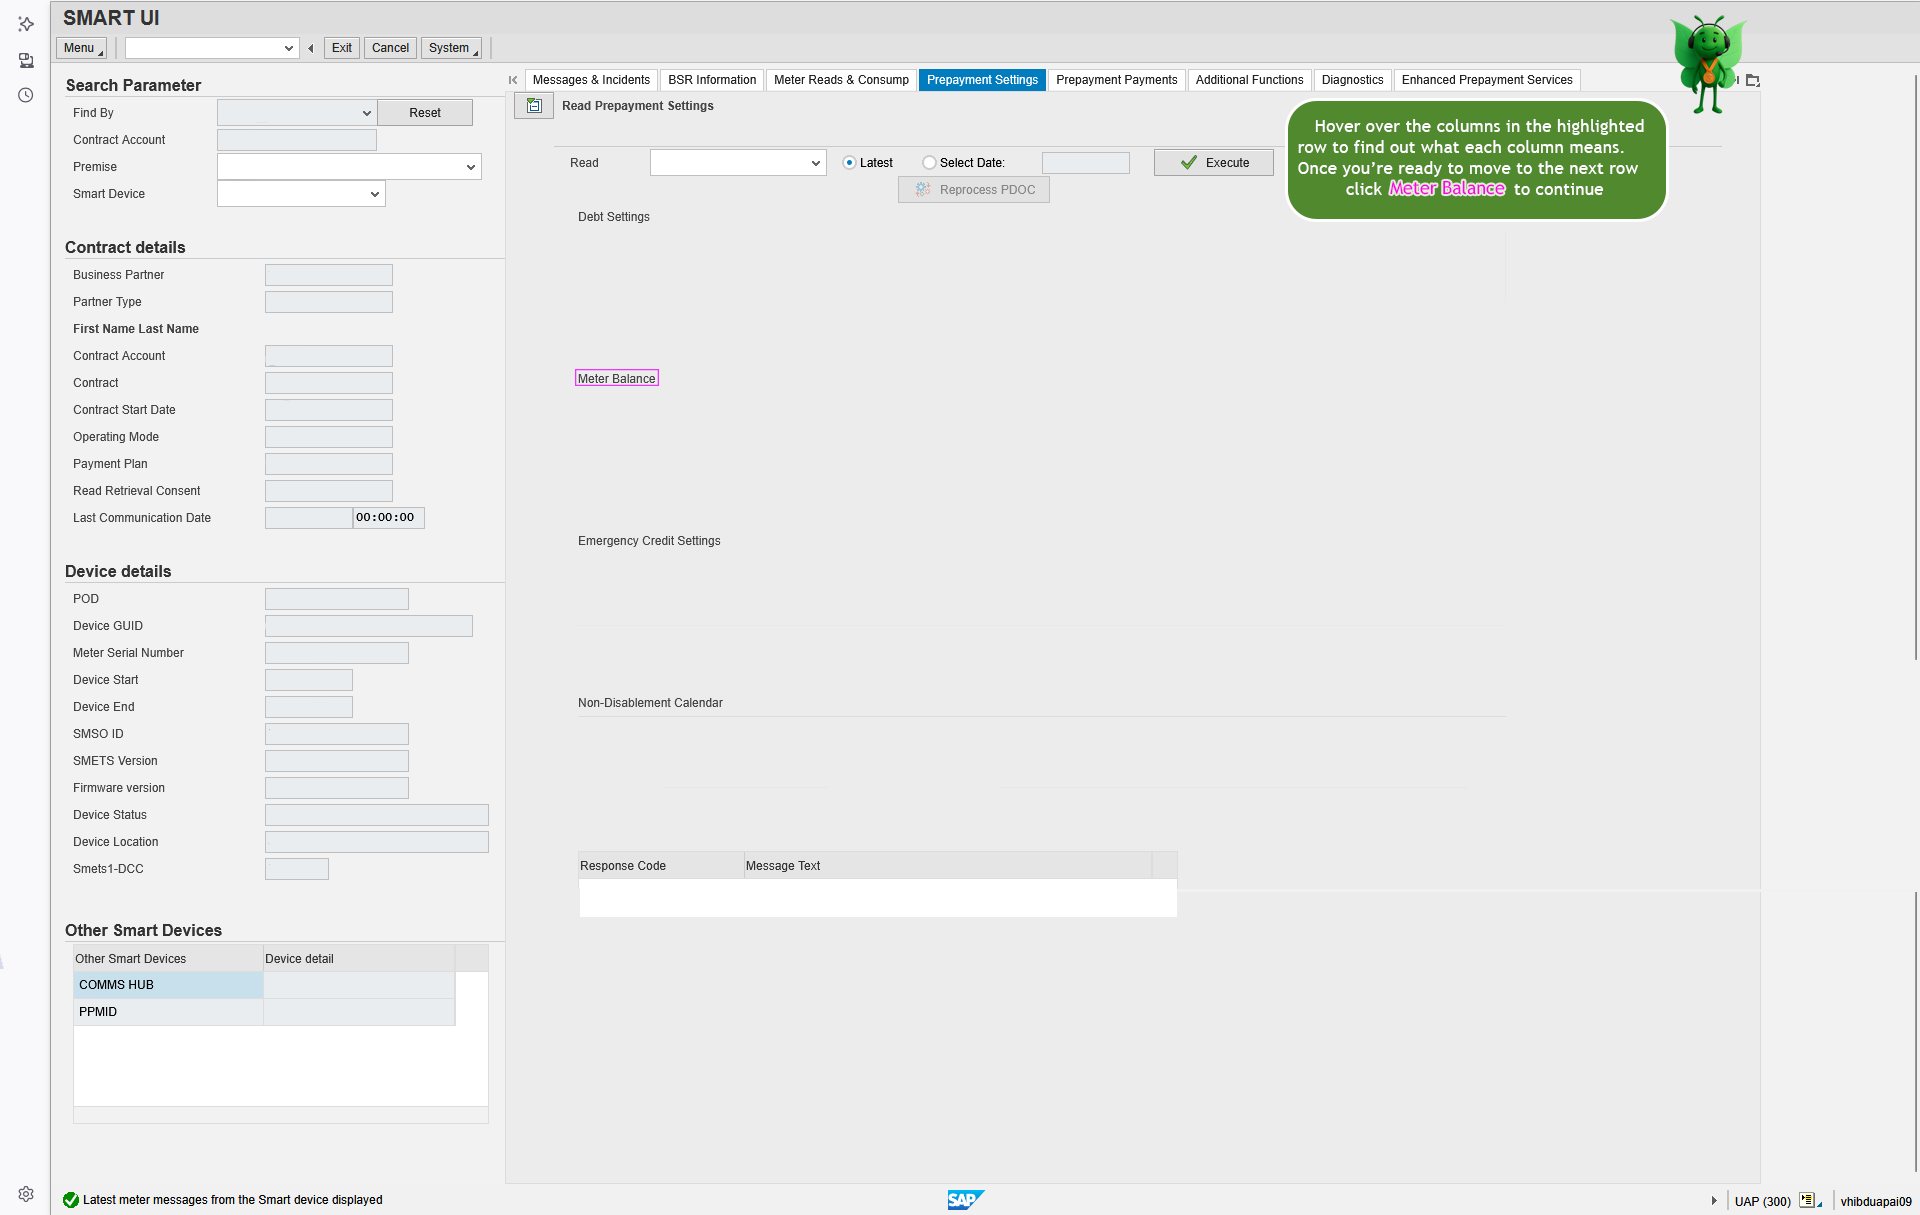 SMART UI
Menu
Exit
Cancel
System
Search Parameter
Find By
Reset
Contract Account
Premise
Smart Device
Contract details
Business Partner
Partner Type
First Name Last Name
Contract Account
Contract
Contract Start Date
Operating Mode
Payment Plan
Read Retrieval Consent
Last Communication Date 00:00:00
Device details
POD
Device GUID
Meter Serial Number
Device Start
Device End
SMSO ID
SMETS Version
Firmware version
Device Status
Device Location
Smets1-DCC
Other Smart Devices
Other Smart Devices Device detail
COMMS HUB
PPMID
Messages & Incidents
BSR Information
Meter Reads & Consump
Prepayment Settings
Prepayment Payments
Additional Functions
Diagnostics
Enhanced Prepayment Services
Read Prepayment Settings
Read Latest Select Date: Execute
Reprocess PDOC
Hover over the columns in the highlighted
row to find out what each column means.
Once you're ready to move to the next row
click Meter Balance to continue
Debt Settings
Meter Balance
Emergency Credit Settings
Non-Disablement Calendar
Response Code Message Text
Latest meter messages from the Smart device displayed
SAP
UAP (300)
vhibduapai09